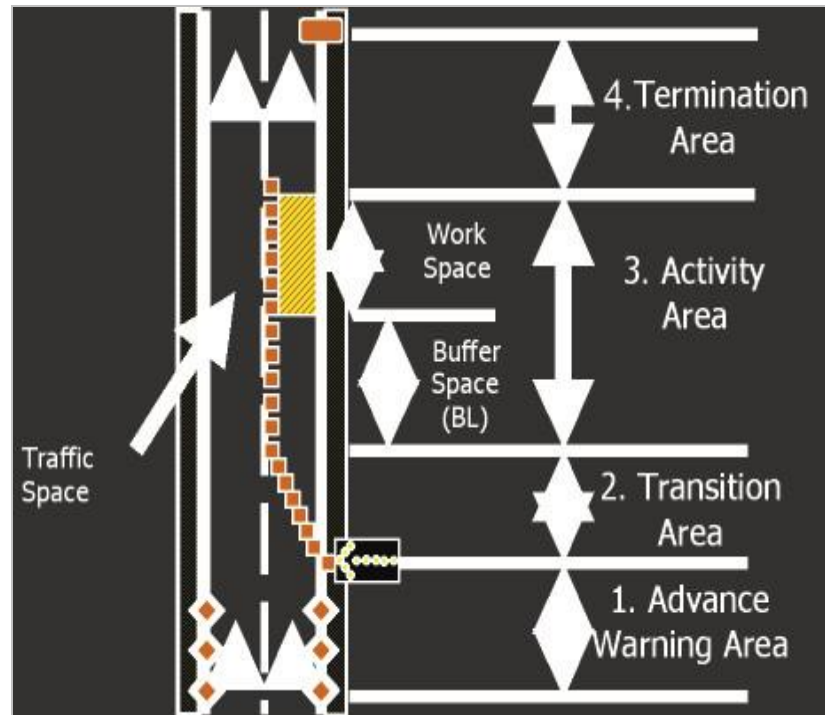 4.Termination
Area
Work
Space
3. Activity
Area
Buffer
Space
(BL)
Traffic
Space
2. Transition
Area
1. Advance
Warning Area